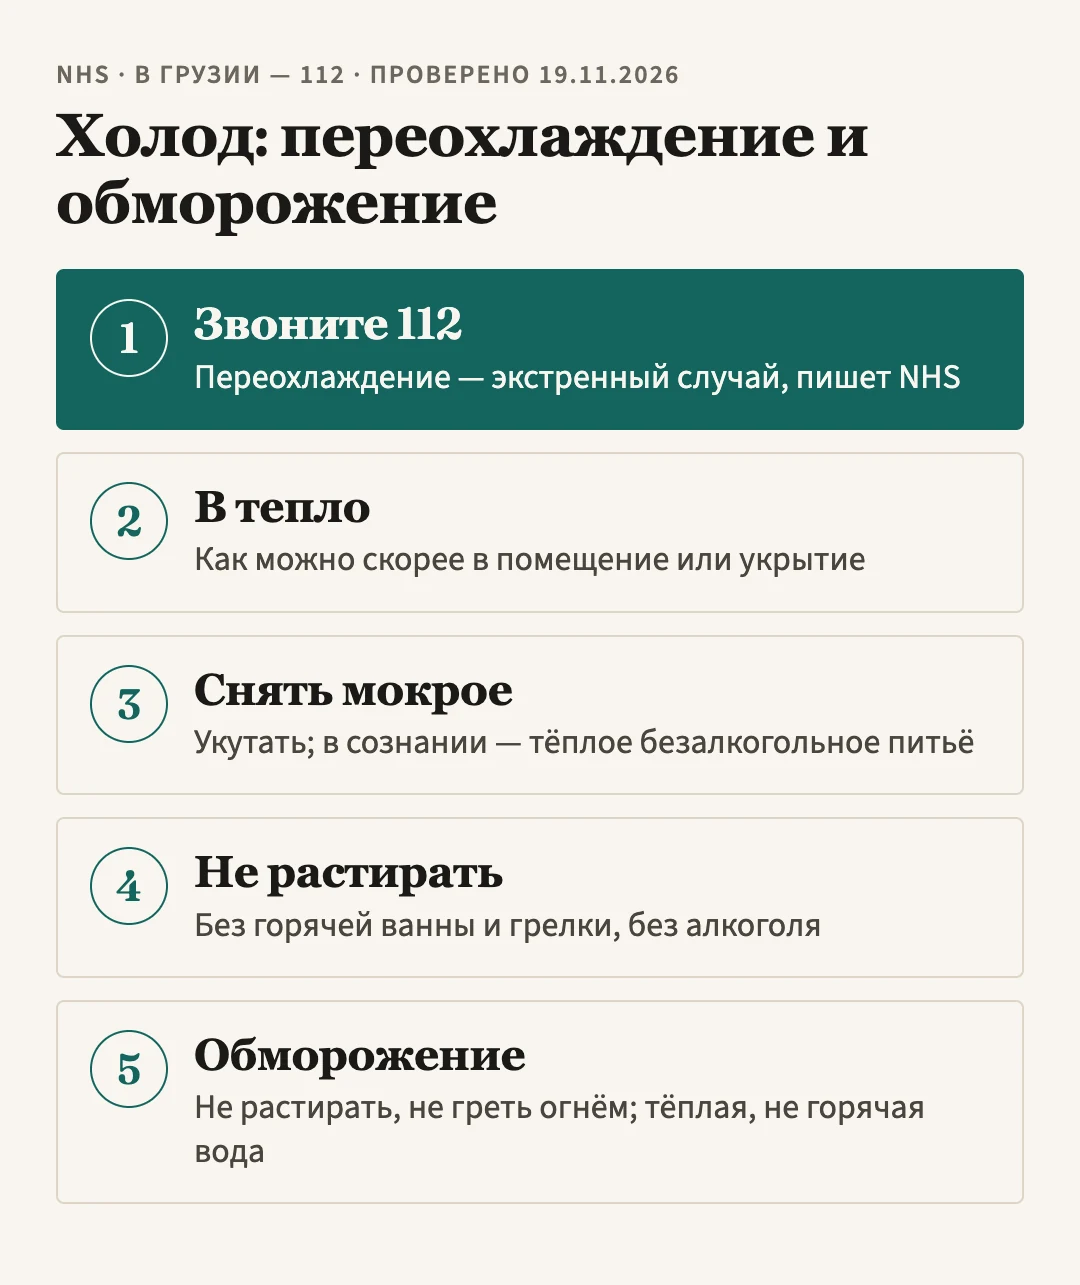 NHS · В ГРУЗИИ — 112 · ПРОВЕРЕНО 19.11.2026
Холод: переохлаждение и
обморожение
1
Звоните 112
Переохлаждение — экстренный случай, пишет NHS
2
В тепло
Как можно скорее в помещение или укрытие
3
Снять мокрое
Укутать; в сознании — тёплое безалкогольное питьё
4
Не растирать
Без горячей ванны и грелки, без алкоголя
5
Обморожение
Не растирать, не греть огнём; тёплая, не горячая
вода